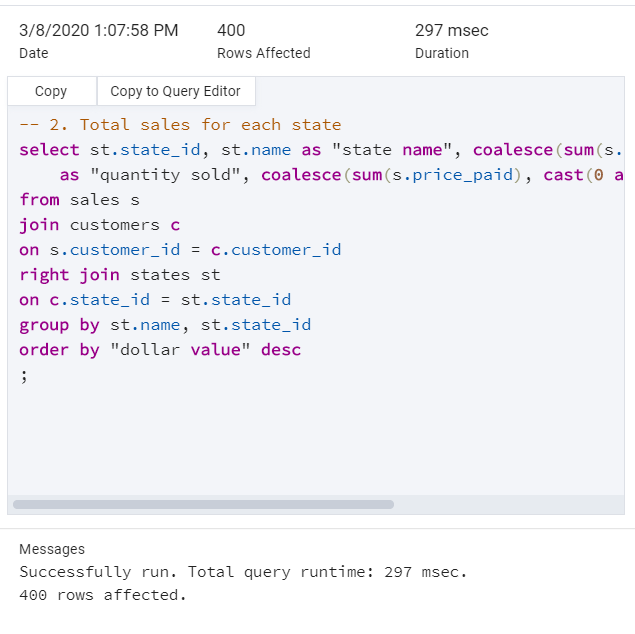 3/8/2020 1:07:58 PM 400 297 msec
Date Rows Affected Duration
Copy Copy to Query Editor
-- 2. Total sales for each state
select st.state_id, st.name as "state name", coalesce(sum(s.
as "quantity sold", coalesce(sum(s.price_paid), cast(0 a
from sales s
join customers c
on s.customer_id = c.customer_id
right join states st
on c.state_id = st.state_id
group by st.name, st.state_id
order by "dollar value" desc
;
Messages
Successfully run. Total query runtime: 297 msec.
400 rows affected.